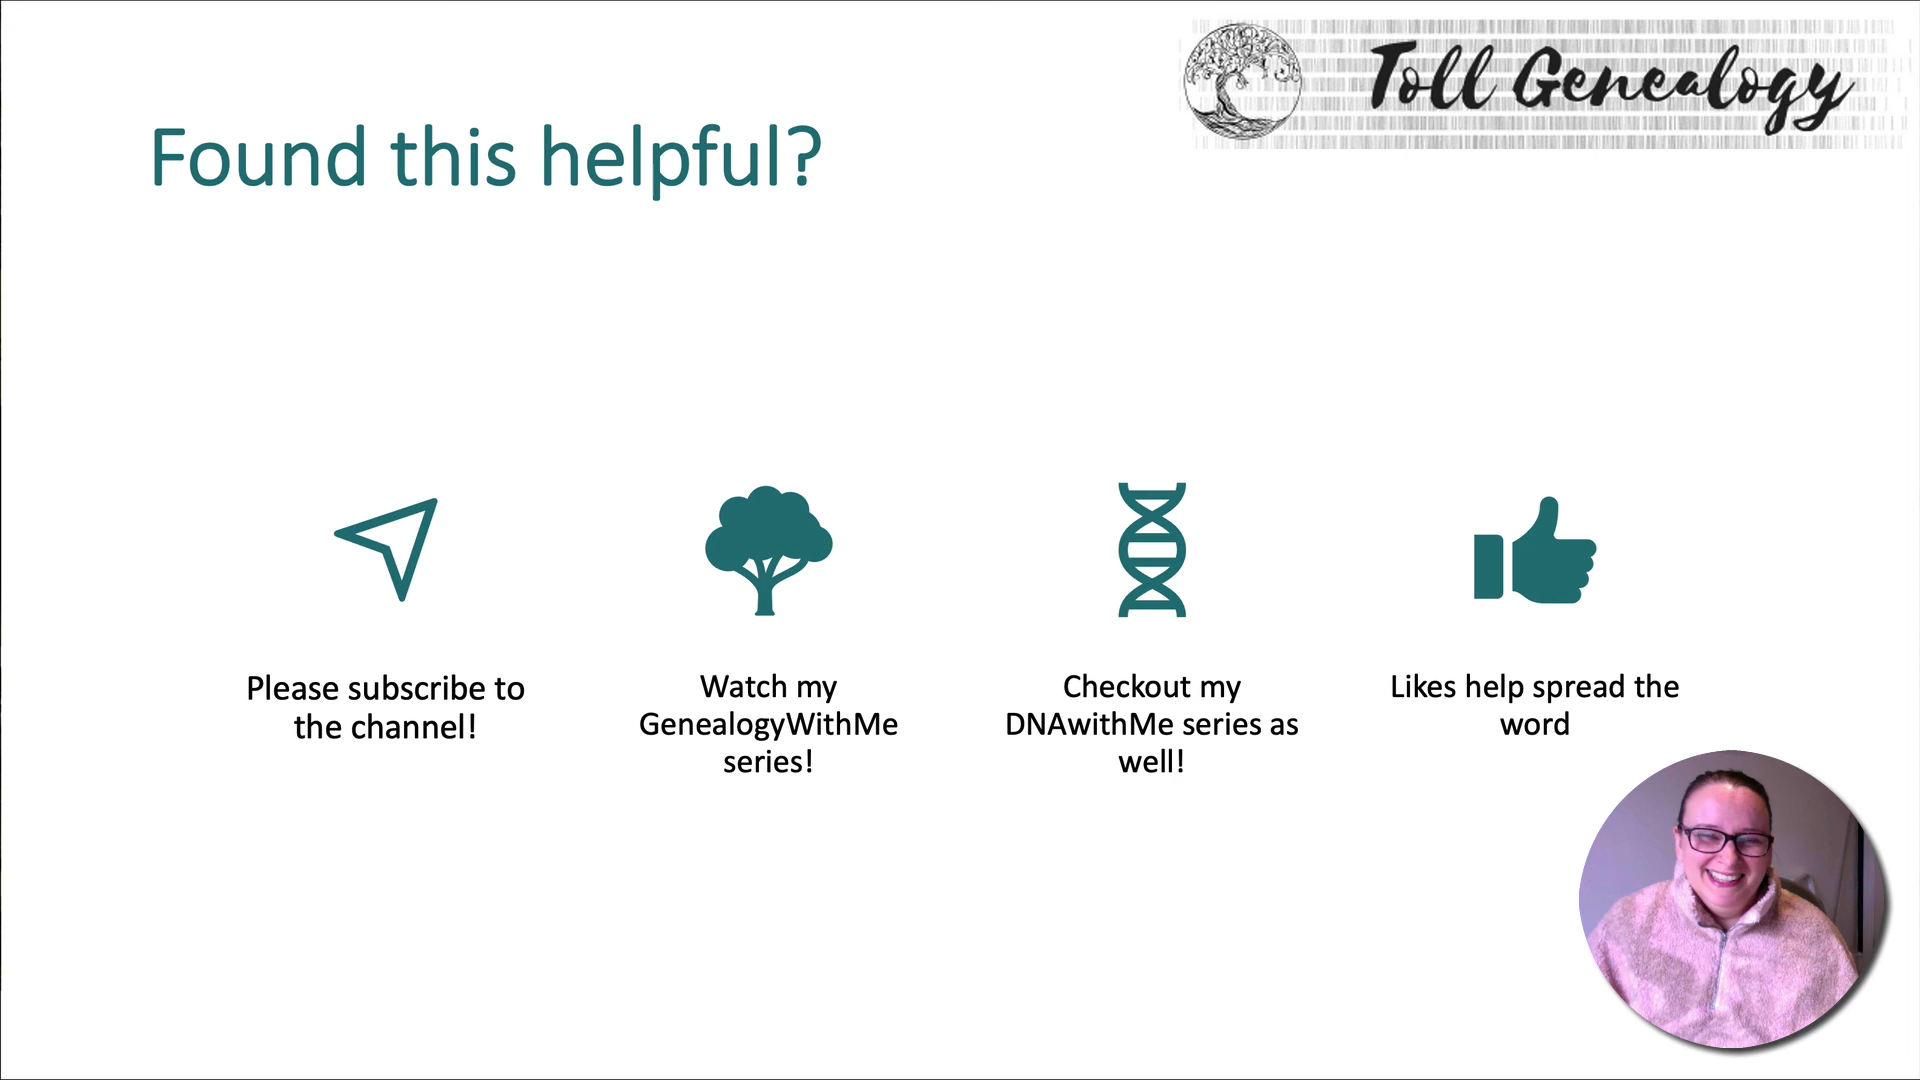 Toll Genealogy
Found this helpful?
Please subscribe to
the channel!
Watch my
GenealogyWithMe
series!
Checkout my
DNAwithMe series as
well!
Likes help spread the
word